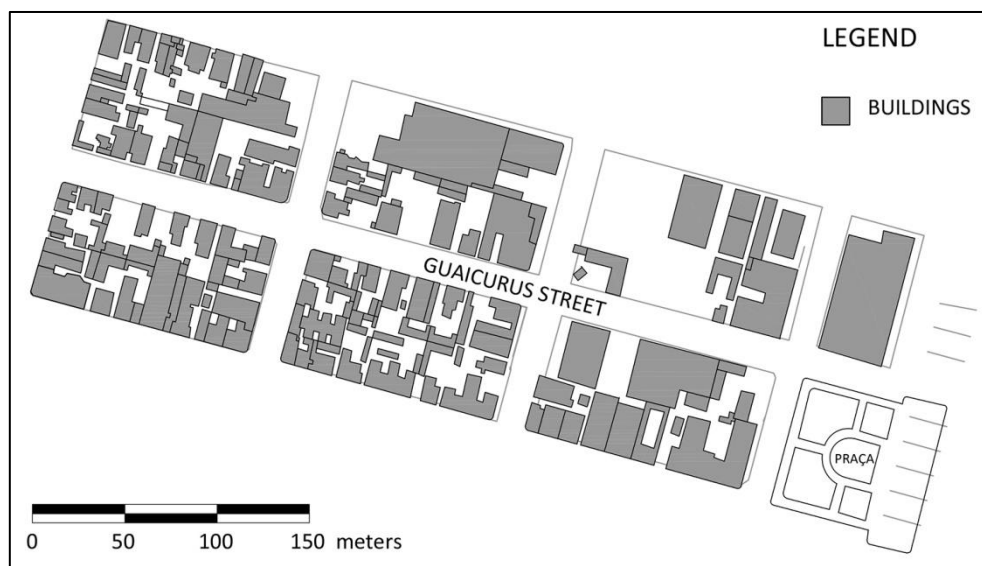 LEGEND
BUILDINGS
GUAICURUS STREET
PRAÇA
0 50 100 150 meters